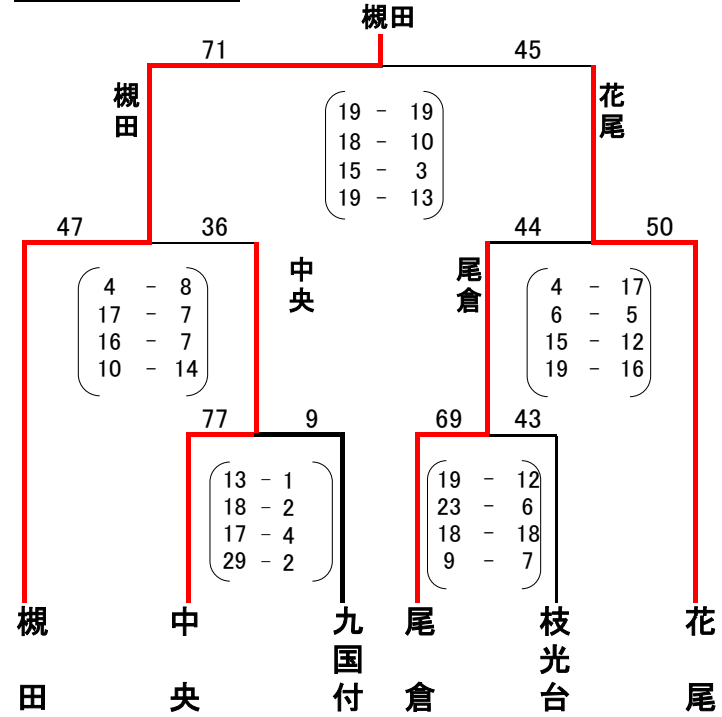 槻田
71 45
槻田 花尾
19 - 19
18 - 10
15 - 3
19 - 13
47 36 44 50
中央 尾倉
4 - 8
17 - 7
16 - 7
10 - 14
4 - 17
6 - 5
15 - 12
19 - 16
77 9 69 43
13 - 1
18 - 2
17 - 4
29 - 2
19 - 12
23 - 6
18 - 18
9 - 7
槻田 中央 九国付 尾倉 枝光台 花尾